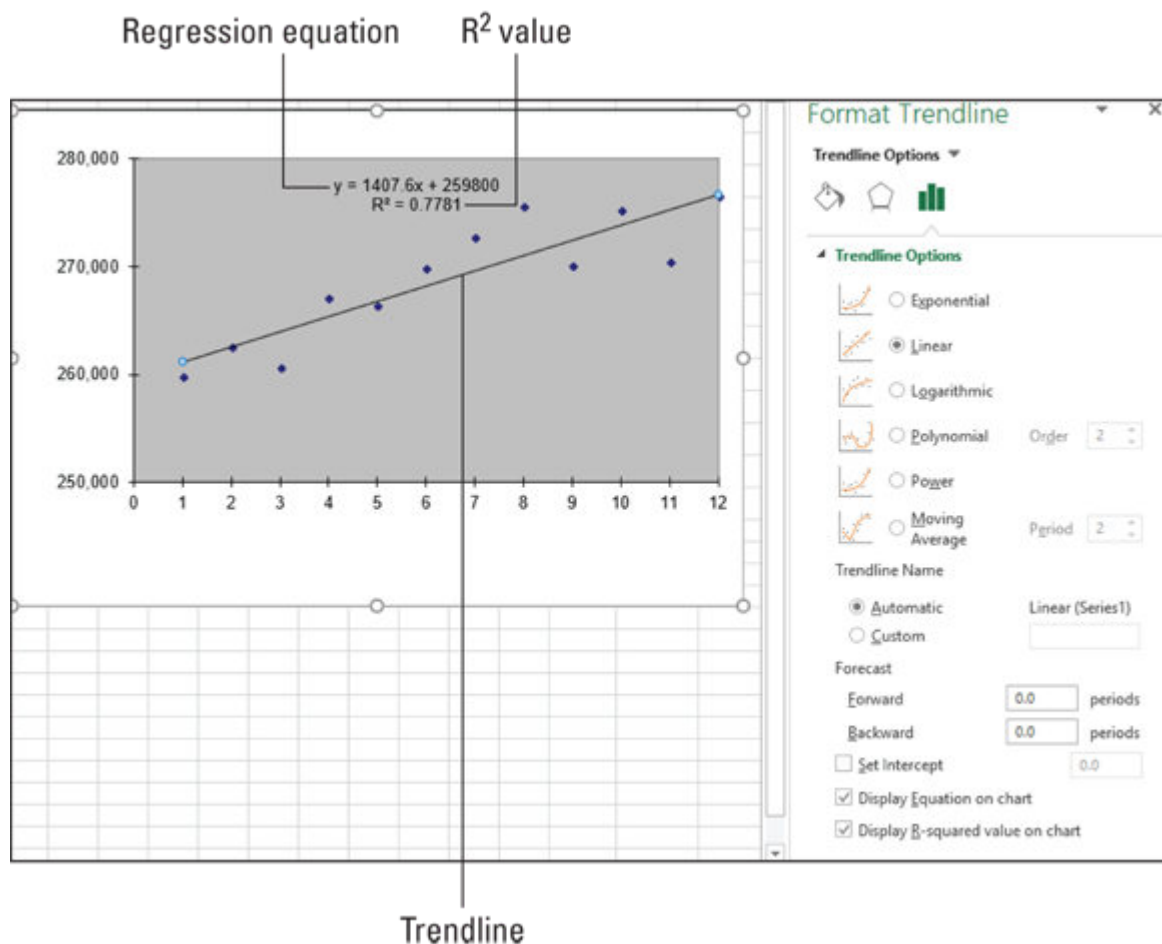 Regression equation
R² value
Format Trendline
Trendline Options
280,000
270,000
260,000
250,000
y = 1407.6x + 259800
R² = 0.7781
0 1 2 3 4 5 6 7 8 9 10 11 12
Trendline Options
Exponential
Linear
Logarithmic
Polynomial Order 2
Power
Moving
Average Period 2
Trendline Name
Automatic Linear (Series1)
Custom
Forecast
Forward 0.0 periods
Backward 0.0 periods
Set Intercept 0.0
Display Equation on chart
Display R-squared value on chart
Trendline